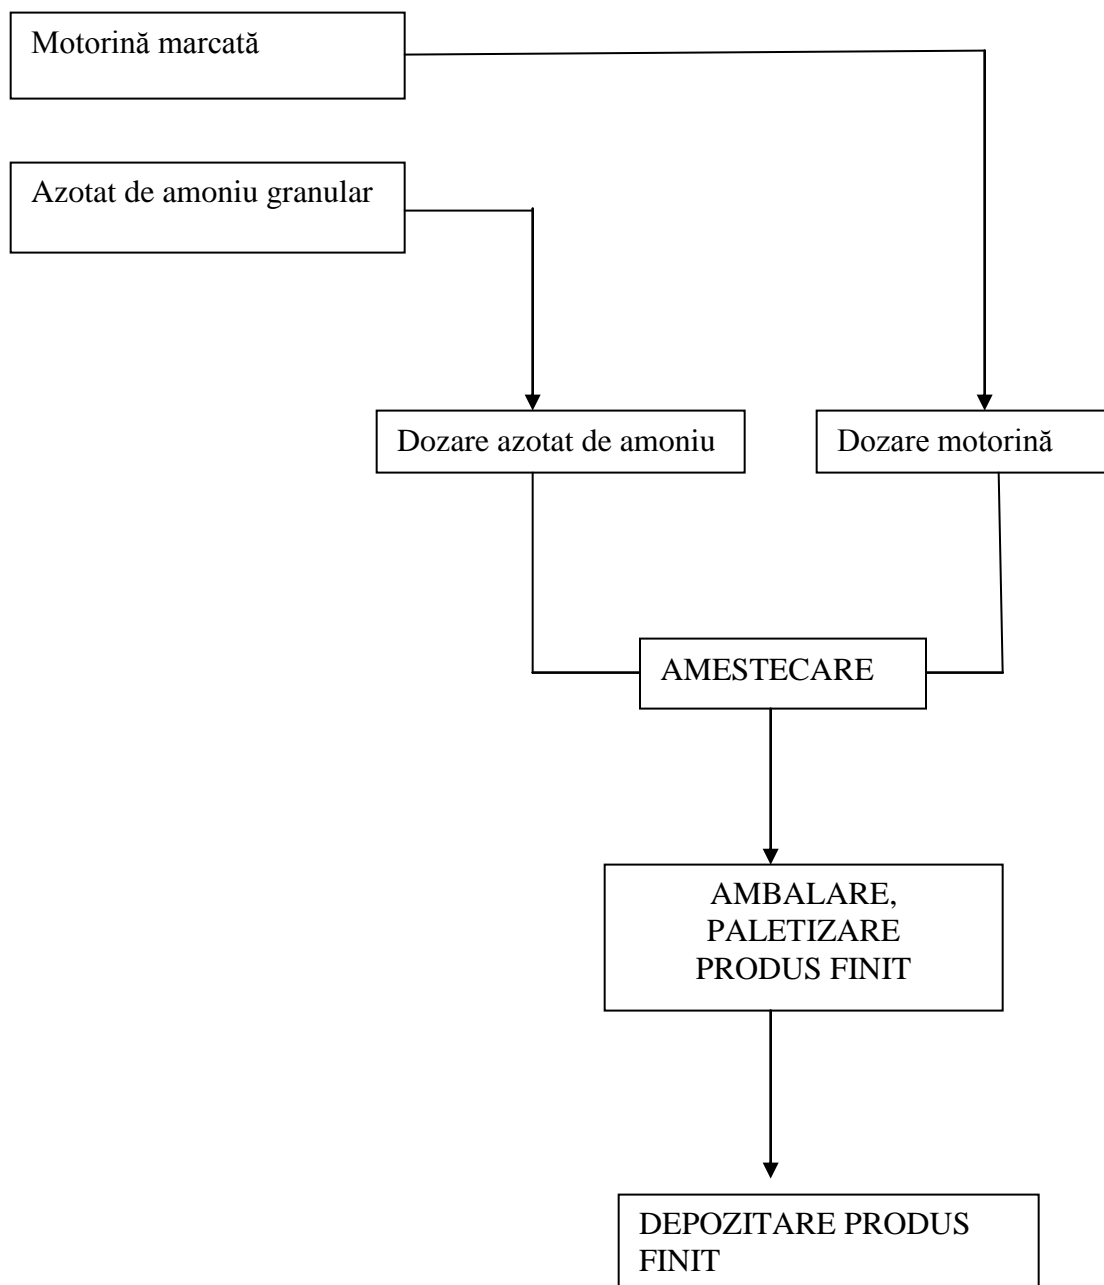 Motorină marcată
Azotat de amoniu granular
Dozare azotat de amoniu
Dozare motorină
AMESTECARE
AMBALARE,
PALETIZARE
PRODUS FINIT
DEPOZITARE PRODUS
FINIT